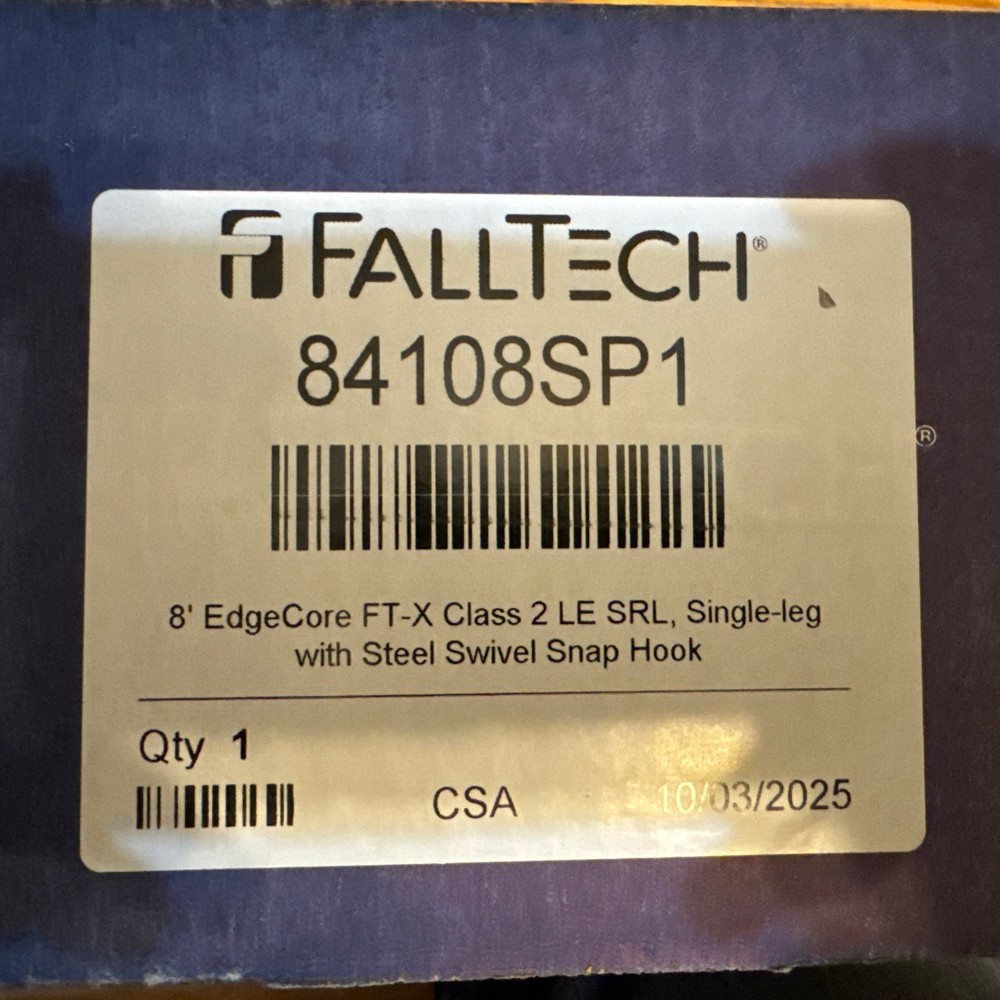 FALLTECH®
84108SP1
®
8' EdgeCore FT-X Class 2 LE SRL, Single-leg
with Steel Swivel Snap Hook
Qty 1
CSA 10/03/2025